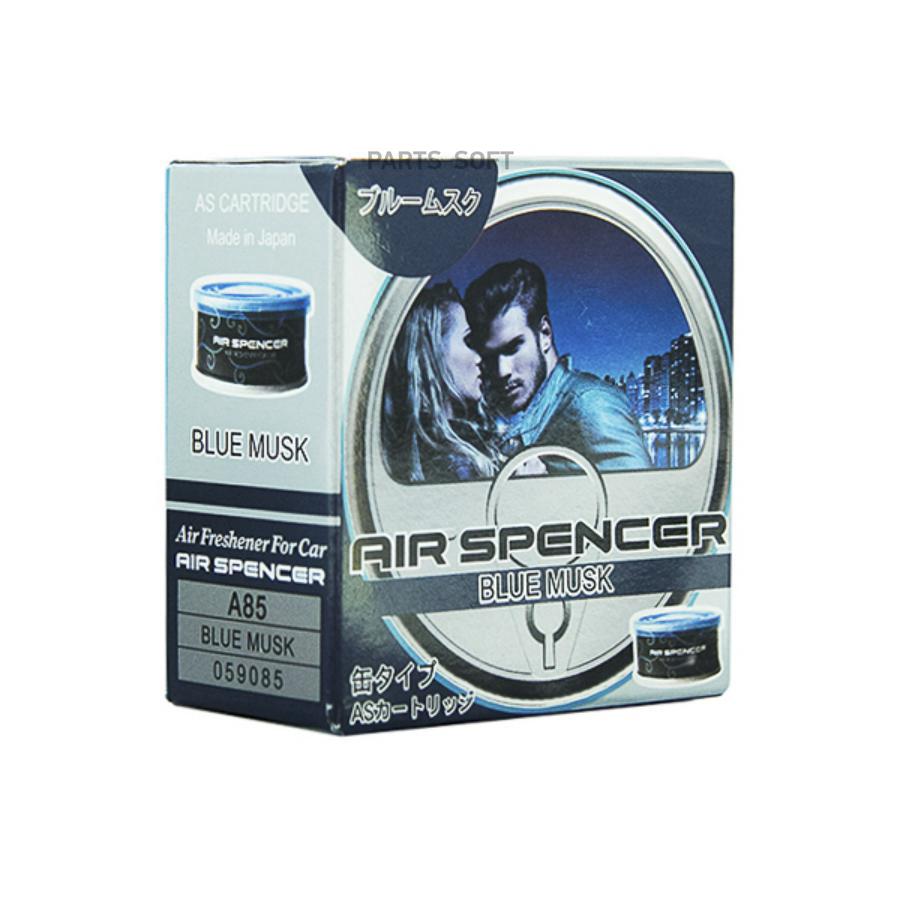 PARTS SOFT
AS CARTRIDGE
Made in Japan
AIR SPENCER
BLUE MUSK
Air Freshener For Car
AIR SPENCER
A85
BLUE MUSK
059085
ブルームスク
AIR SPENCER
BLUE MUSK
AIR SPENCER
缶タイプ
ASカートリッジ